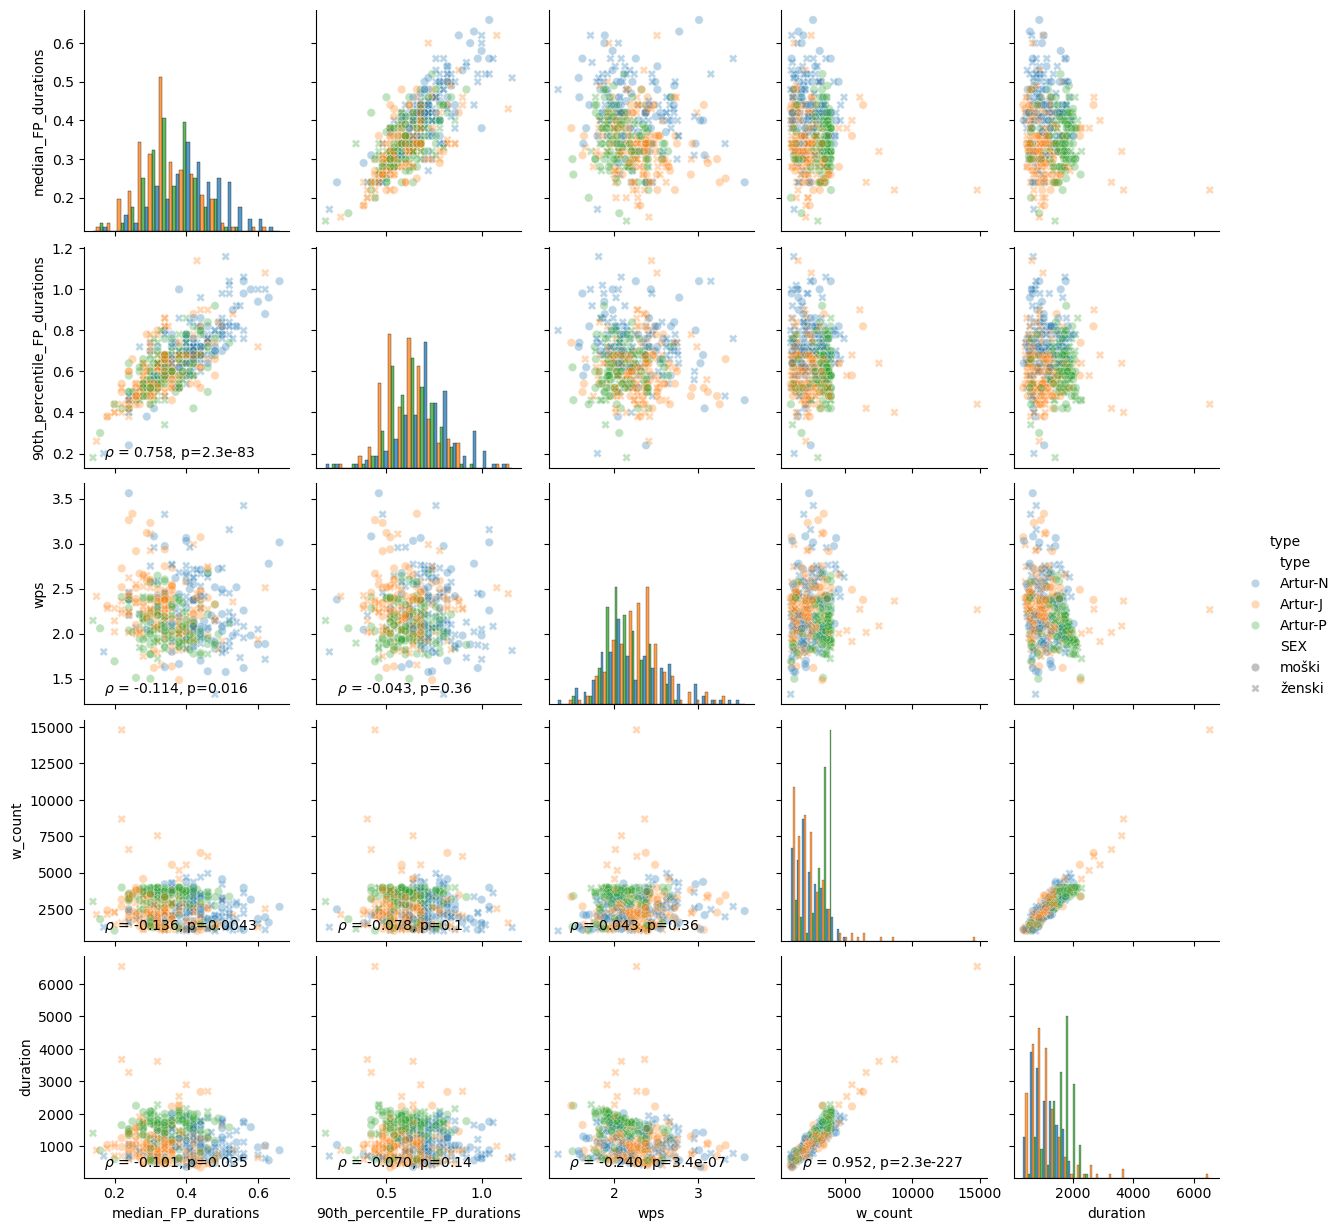 median_FP_durations
0.6
0.5
0.4
0.3
0.2
90th_percentile_FP_durations
1.2
1.0
0.8
0.6
0.4
0.2
ρ = 0.758, p=2.3e-83
wps
3.5
3.0
2.5
2.0
1.5
ρ = -0.114, p=0.016
ρ = -0.043, p=0.36
type
type
Artur-N
Artur-J
Artur-P
SEX
moški
ženski
w_count
15000
12500
10000
7500
5000
2500
ρ = -0.136, p=0.0043
ρ = -0.078, p=0.1
ρ = 0.043, p=0.36
duration
6000
5000
4000
3000
2000
1000
ρ = -0.101, p=0.035
ρ = -0.070, p=0.14
ρ = -0.240, p=3.4e-07
ρ = 0.952, p=2.3e-227
0.2 0.4 0.6
0.5 1.0
2 3
5000 10000 15000
2000 4000 6000
median_FP_durations
90th_percentile_FP_durations
wps
w_count
duration